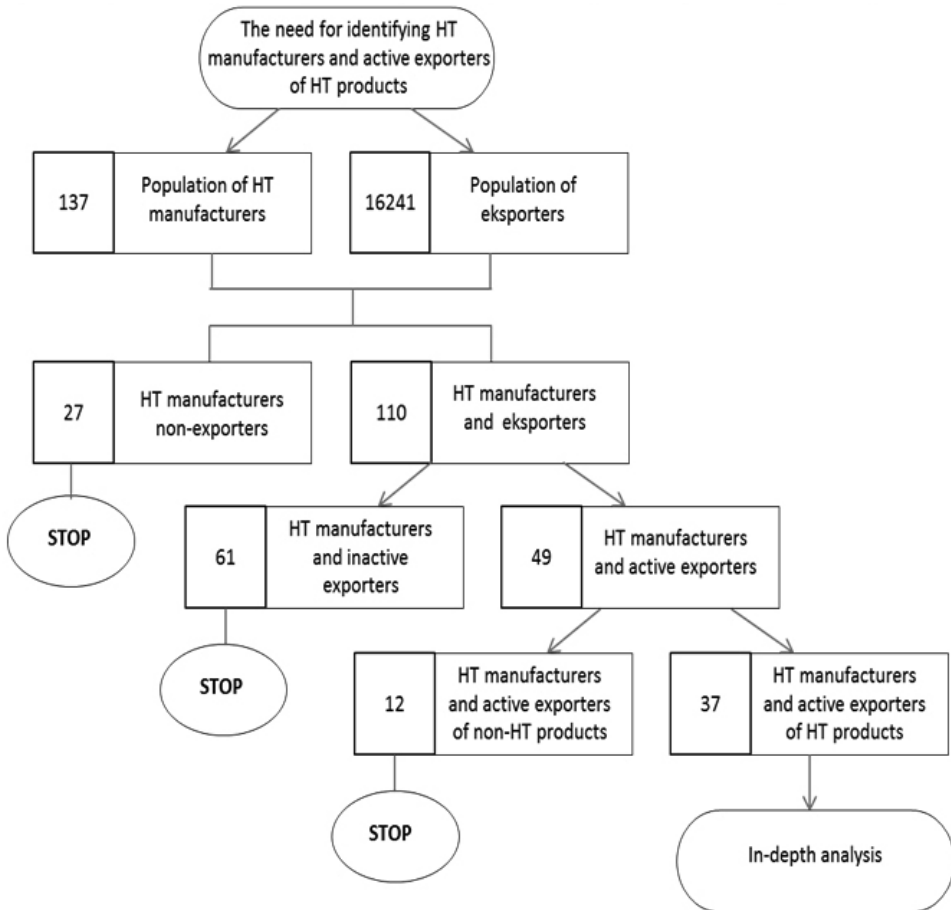 The need for identifying HT
manufacturers and active exporters
of HT products
137
Population of HT
manufacturers
16241
Population of
eksporters
27
HT manufacturers
non-exporters
110
HT manufacturers
and eksporters
STOP
61
HT manufacturers
and inactive
exporters
49
HT manufacturers
and active exporters
STOP
12
HT manufacturers
and active exporters
of non-HT products
37
HT manufacturers
and active exporters
of HT products
STOP
In-depth analysis